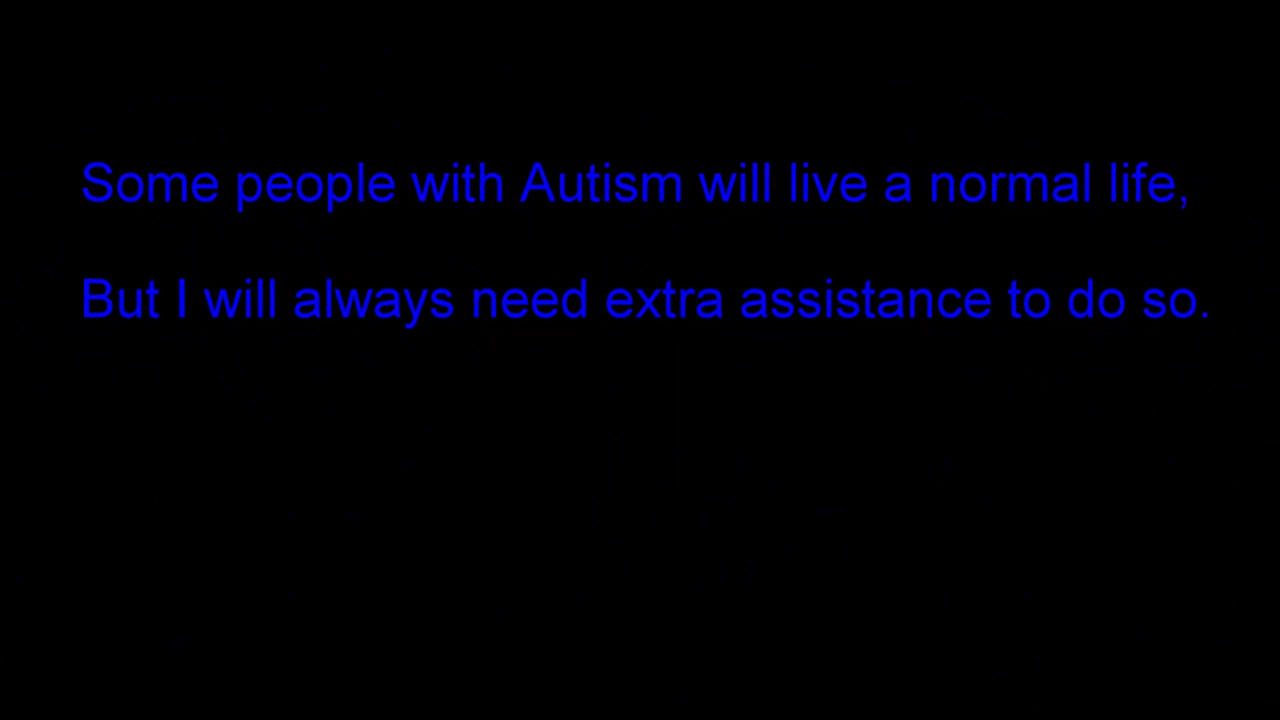 Some people with Autism will live a normal life,
But I will always need extra assistance to do so.